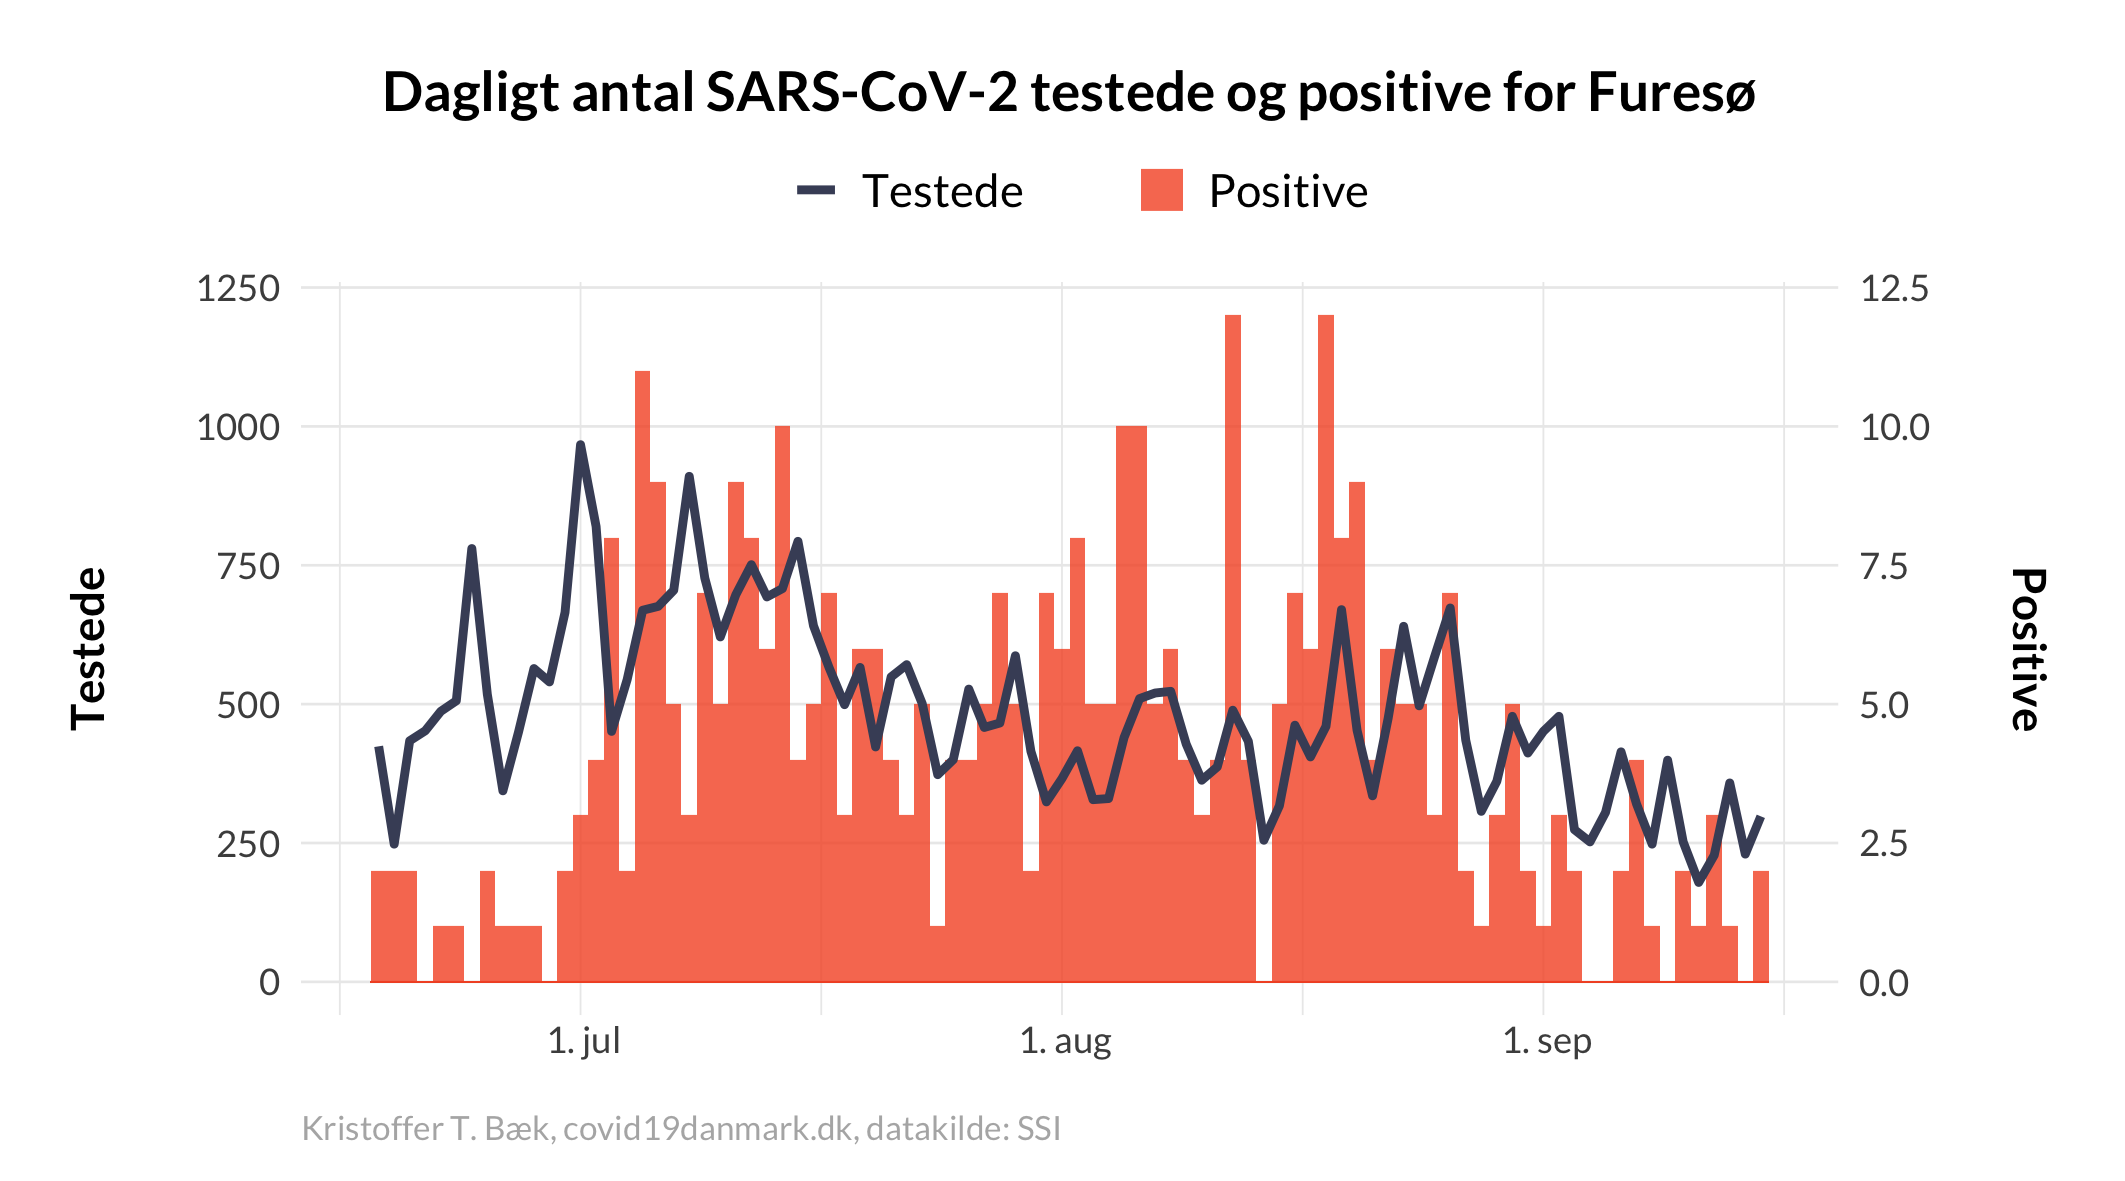 Dagligt antal SARS-CoV-2 testede og positive for Furesø
Testede
Positive
1250
1000
750
500
250
0
12.5
10.0
7.5
5.0
2.5
0.0
Testede
Positive
1. jul
1. aug
1. sep
Kristoffer T. Bæk, covid19danmark.dk, datakilde: SSI